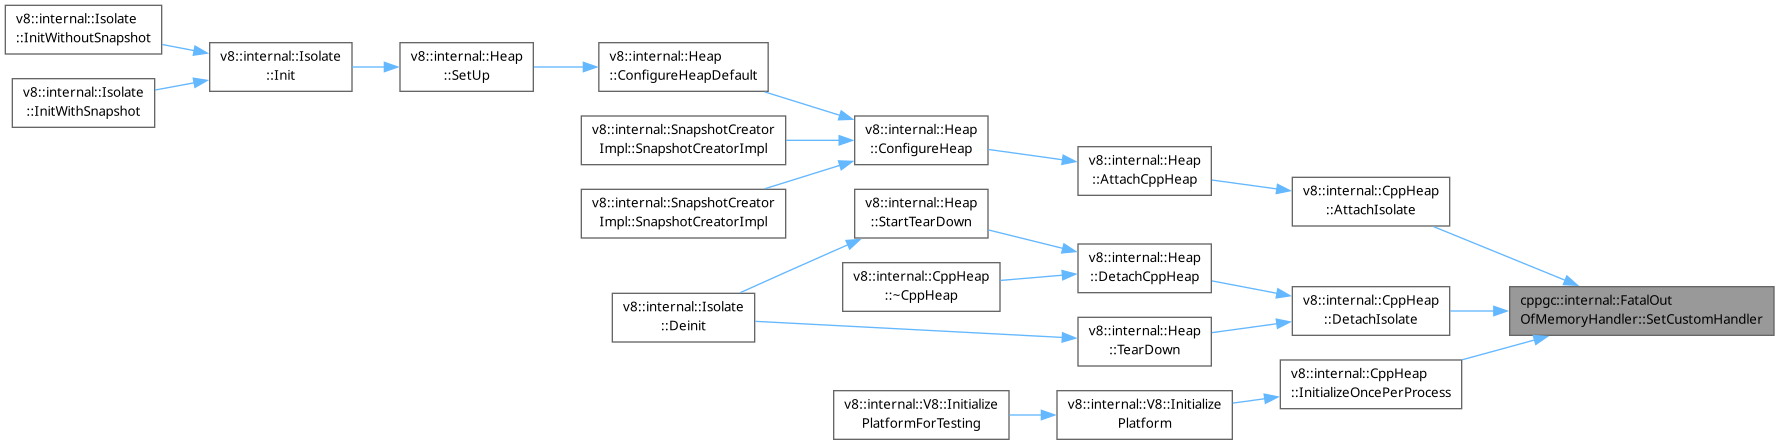 v8::internal::Isolate
::InitWithoutSnapshot
v8::internal::Isolate
::InitWithSnapshot
v8::internal::Isolate
::Init
v8::internal::Heap
::SetUp
v8::internal::Heap
::ConfigureHeapDefault
v8::internal::SnapshotCreator
Impl::SnapshotCreatorImpl
v8::internal::SnapshotCreator
Impl::SnapshotCreatorImpl
v8::internal::Isolate
::Deinit
v8::internal::Heap
::ConfigureHeap
v8::internal::Heap
::StartTearDown
v8::internal::CppHeap
::~CppHeap
v8::internal::V8::Initialize
PlatformForTesting
v8::internal::Heap
::AttachCppHeap
v8::internal::Heap
::DetachCppHeap
v8::internal::Heap
::TearDown
v8::internal::V8::Initialize
Platform
v8::internal::CppHeap
::AttachIsolate
v8::internal::CppHeap
::DetachIsolate
v8::internal::CppHeap
::InitializeOncePerProcess
cppgc::internal::FatalOut
OfMemoryHandler::SetCustomHandler